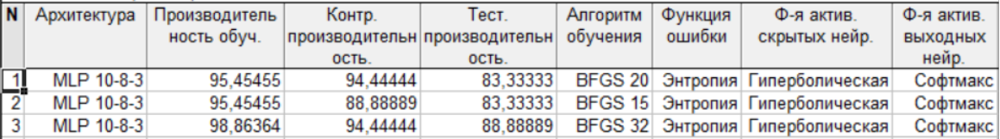 N Архитектура Производитель Контр. Тест. Алгоритм Функция Ф-я актив. Ф-я актив.
ность обуч. производительн производительн обучения ошибки скрытых нейр. выходных
ость. ость. нейр.
1 MLP 10-8-3 95,45455 94,44444 83,33333 BFGS 20 Энтропия Гиперболическая Софтмакс
2 MLP 10-8-3 95,45455 88,88889 83,33333 BFGS 15 Энтропия Гиперболическая Софтмакс
3 MLP 10-8-3 98,86364 94,44444 88,88889 BFGS 32 Энтропия Гиперболическая Софтмакс